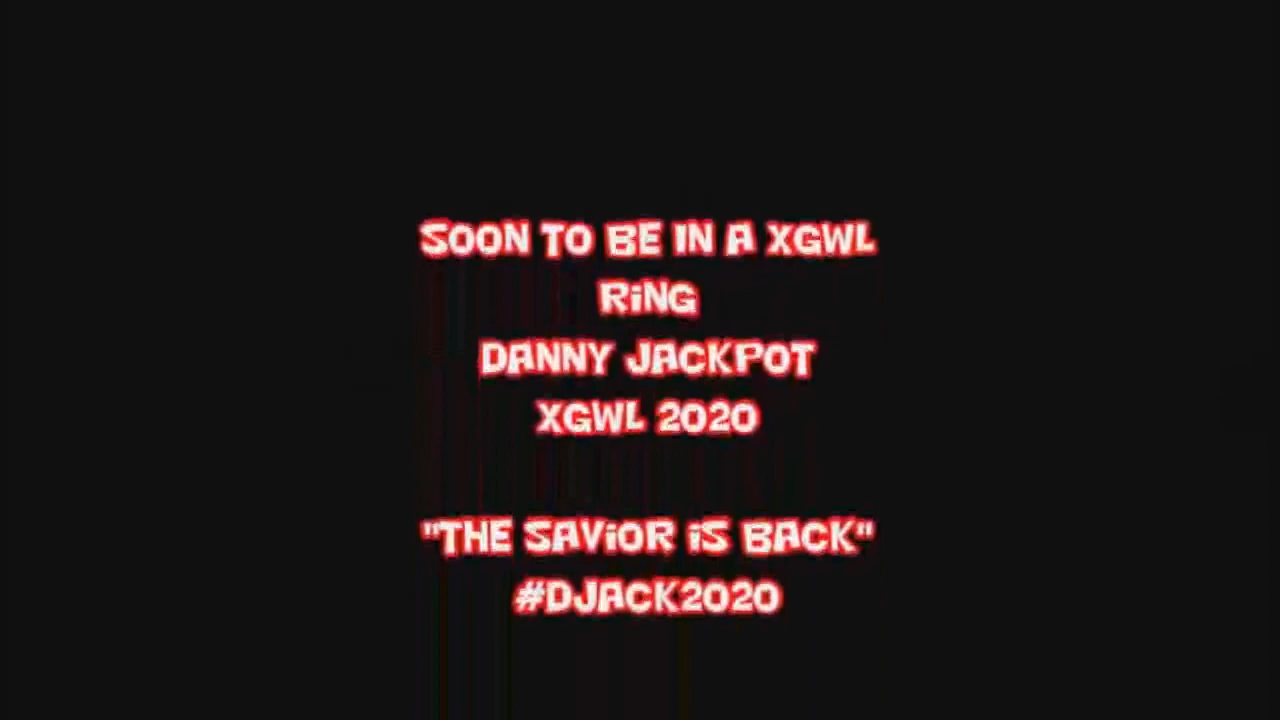 SOON TO BE IN A XGWL
RiNG
DANNY JACKPOT
XGWL 2020
"THE SAViOR iS BACK"
#DJACK2020